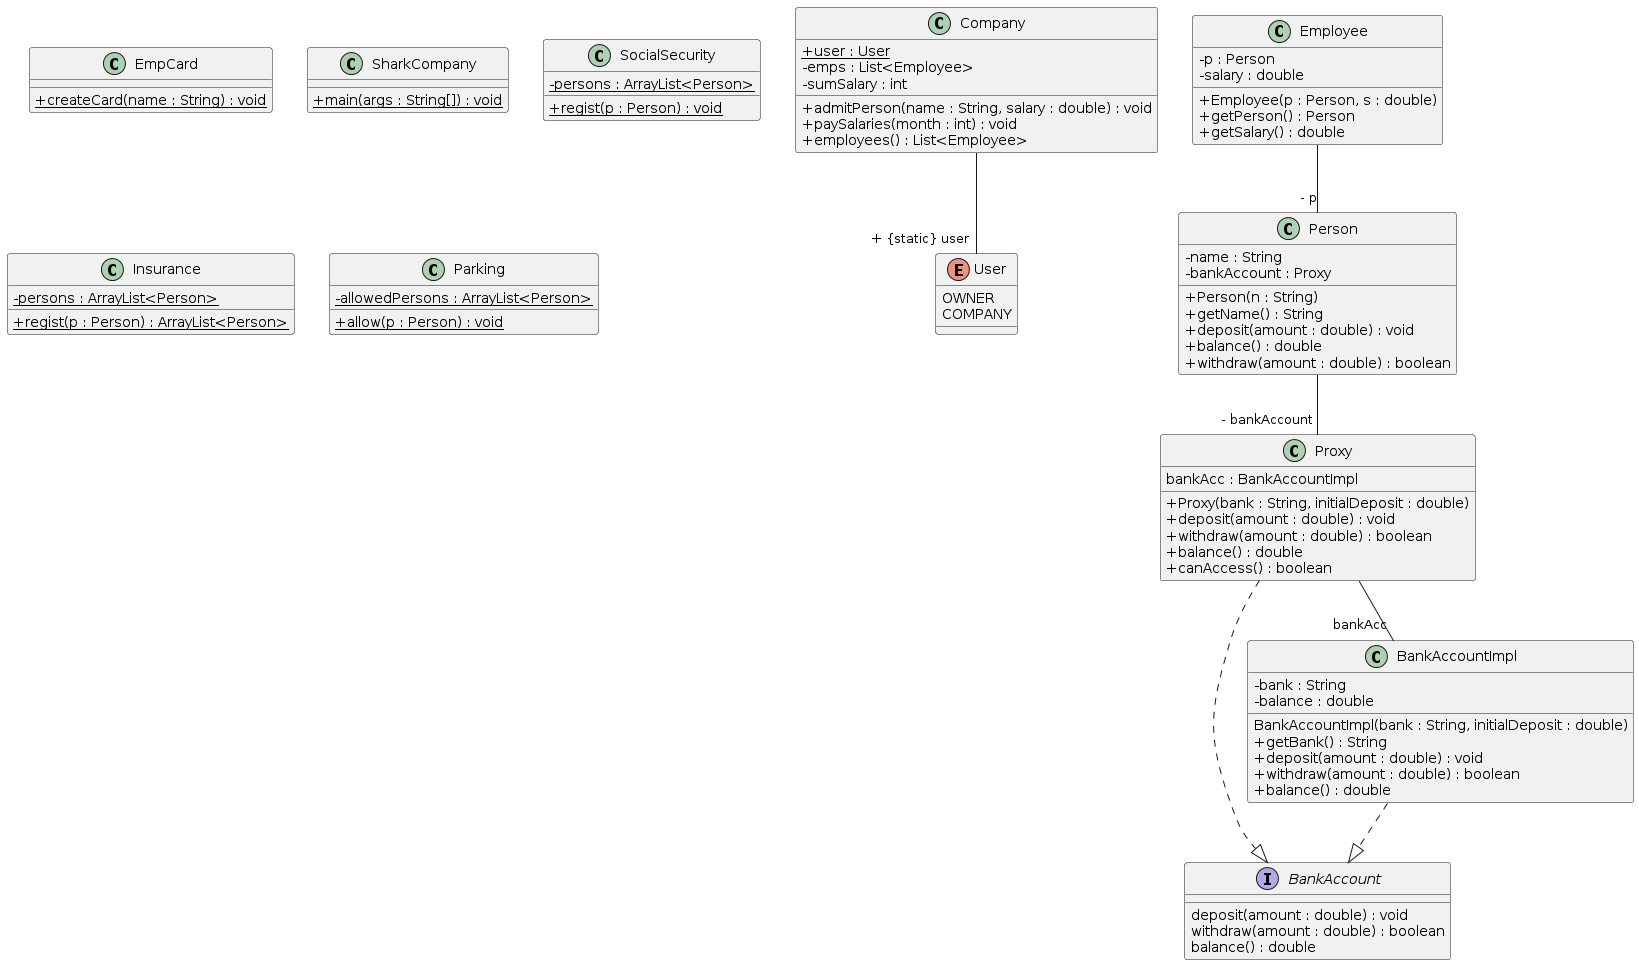 C EmpCard
+createCard(name : String) : void
C SharkCompany
+main(args : String[]) : void
C SocialSecurity
-persons : ArrayList<Person>
+regist(p : Person) : void
C Company
+user : User
-emps : List<Employee>
-sumSalary : int
+admitPerson(name : String, salary : double) : void
+paySalaries(month : int) : void
+employees() : List<Employee>
C Employee
-p : Person
-salary : double
+Employee(p : Person, s : double)
+getPerson() : Person
+getSalary() : double
- p
+ {static} user
C Insurance
-persons : ArrayList<Person>
+regist(p : Person) : ArrayList<Person>
C Parking
-allowedPersons : ArrayList<Person>
+allow(p : Person) : void
E User
OWNER
COMPANY
C Person
-name : String
-bankAccount : Proxy
+Person(n : String)
+getName() : String
+deposit(amount : double) : void
+balance() : double
+withdraw(amount : double) : boolean
- bankAccount
C Proxy
bankAcc : BankAccountImpl
+Proxy(bank : String, initialDeposit : double)
+deposit(amount : double) : void
+withdraw(amount : double) : boolean
+balance() : double
+canAccess() : boolean
bankAcc
C BankAccountImpl
-bank : String
-balance : double
BankAccountImpl(bank : String, initialDeposit : double)
+getBank() : String
+deposit(amount : double) : void
+withdraw(amount : double) : boolean
+balance() : double
I BankAccount
deposit(amount : double) : void
withdraw(amount : double) : boolean
balance() : double